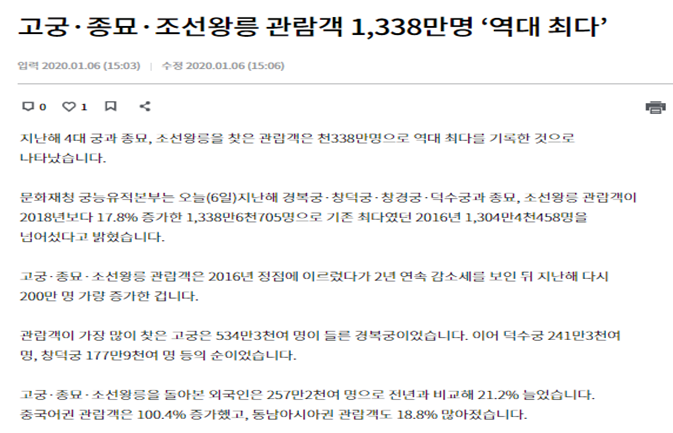 고궁·종묘·조선왕릉 관람객 1,338만명 ‘역대 최다’
입력 2020.01.06 (15:03) | 수정 2020.01.06 (15:06)
0 1
지난해 4대 궁과 종묘, 조선왕릉을 찾은 관람객은 천338만명으로 역대 최다를 기록한 것으로
나타났습니다.
문화재청 궁능유적본부는 오늘(6일)지난해 경복궁·창덕궁·창경궁·덕수궁과 종묘, 조선왕릉 관람객이
2018년보다 17.8% 증가한 1,338만6천705명으로 기존 최다였던 2016년 1,304만4천458명을
넘어섰다고 밝혔습니다.
고궁·종묘·조선왕릉 관람객은 2016년 정점에 이르렀다가 2년 연속 감소세를 보인 뒤 지난해 다시
200만 명 가량 증가한 겁니다.
관람객이 가장 많이 찾은 고궁은 534만3천여 명이 들른 경복궁이었습니다. 이어 덕수궁 241만3천여
명, 창덕궁 177만9천여 명 등의 순이었습니다.
고궁·종묘·조선왕릉을 돌아본 외국인은 257만2천여 명으로 전년과 비교해 21.2% 늘었습니다.
중국어권 관람객은 100.4% 증가했고, 동남아시아권 관람객도 18.8% 많아졌습니다.